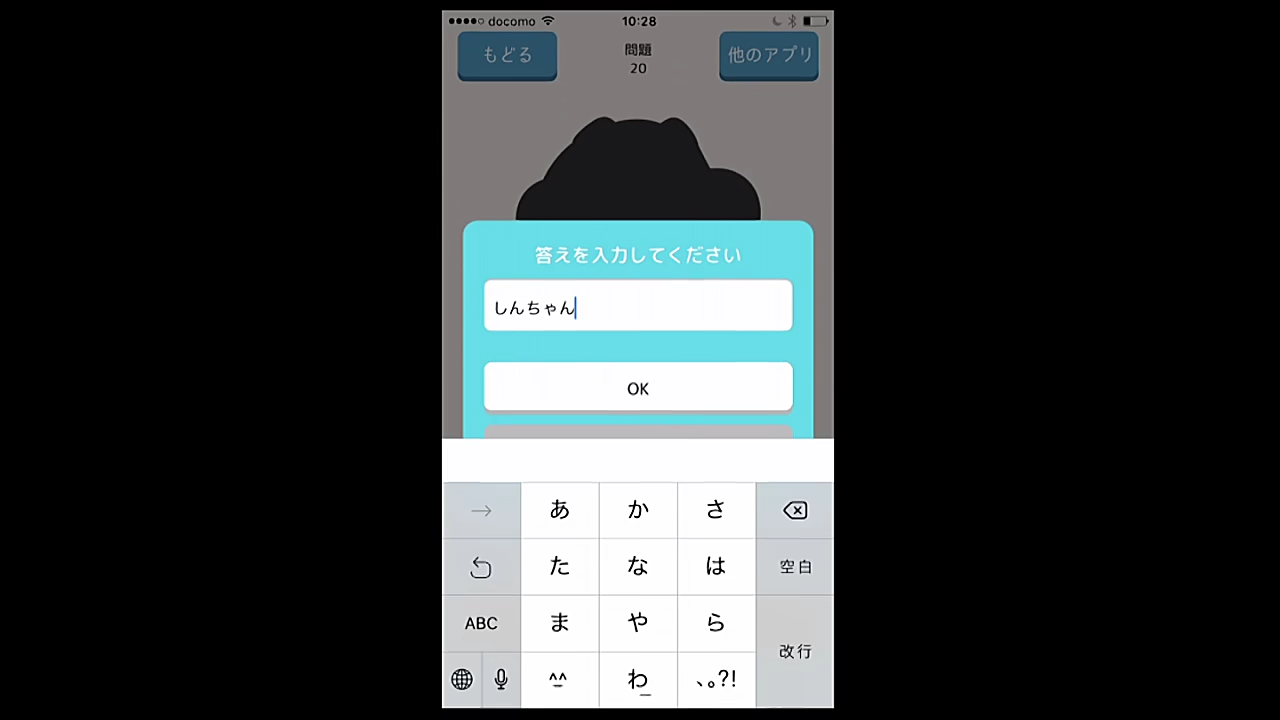 docomo 10:28
もどる 問題 他のアプリ
20
答えを入力してください
しんちゃん
OK
→ あ か さ
た な は 空白
ABC ま や ら
改行
^^ わ_ 、。?!